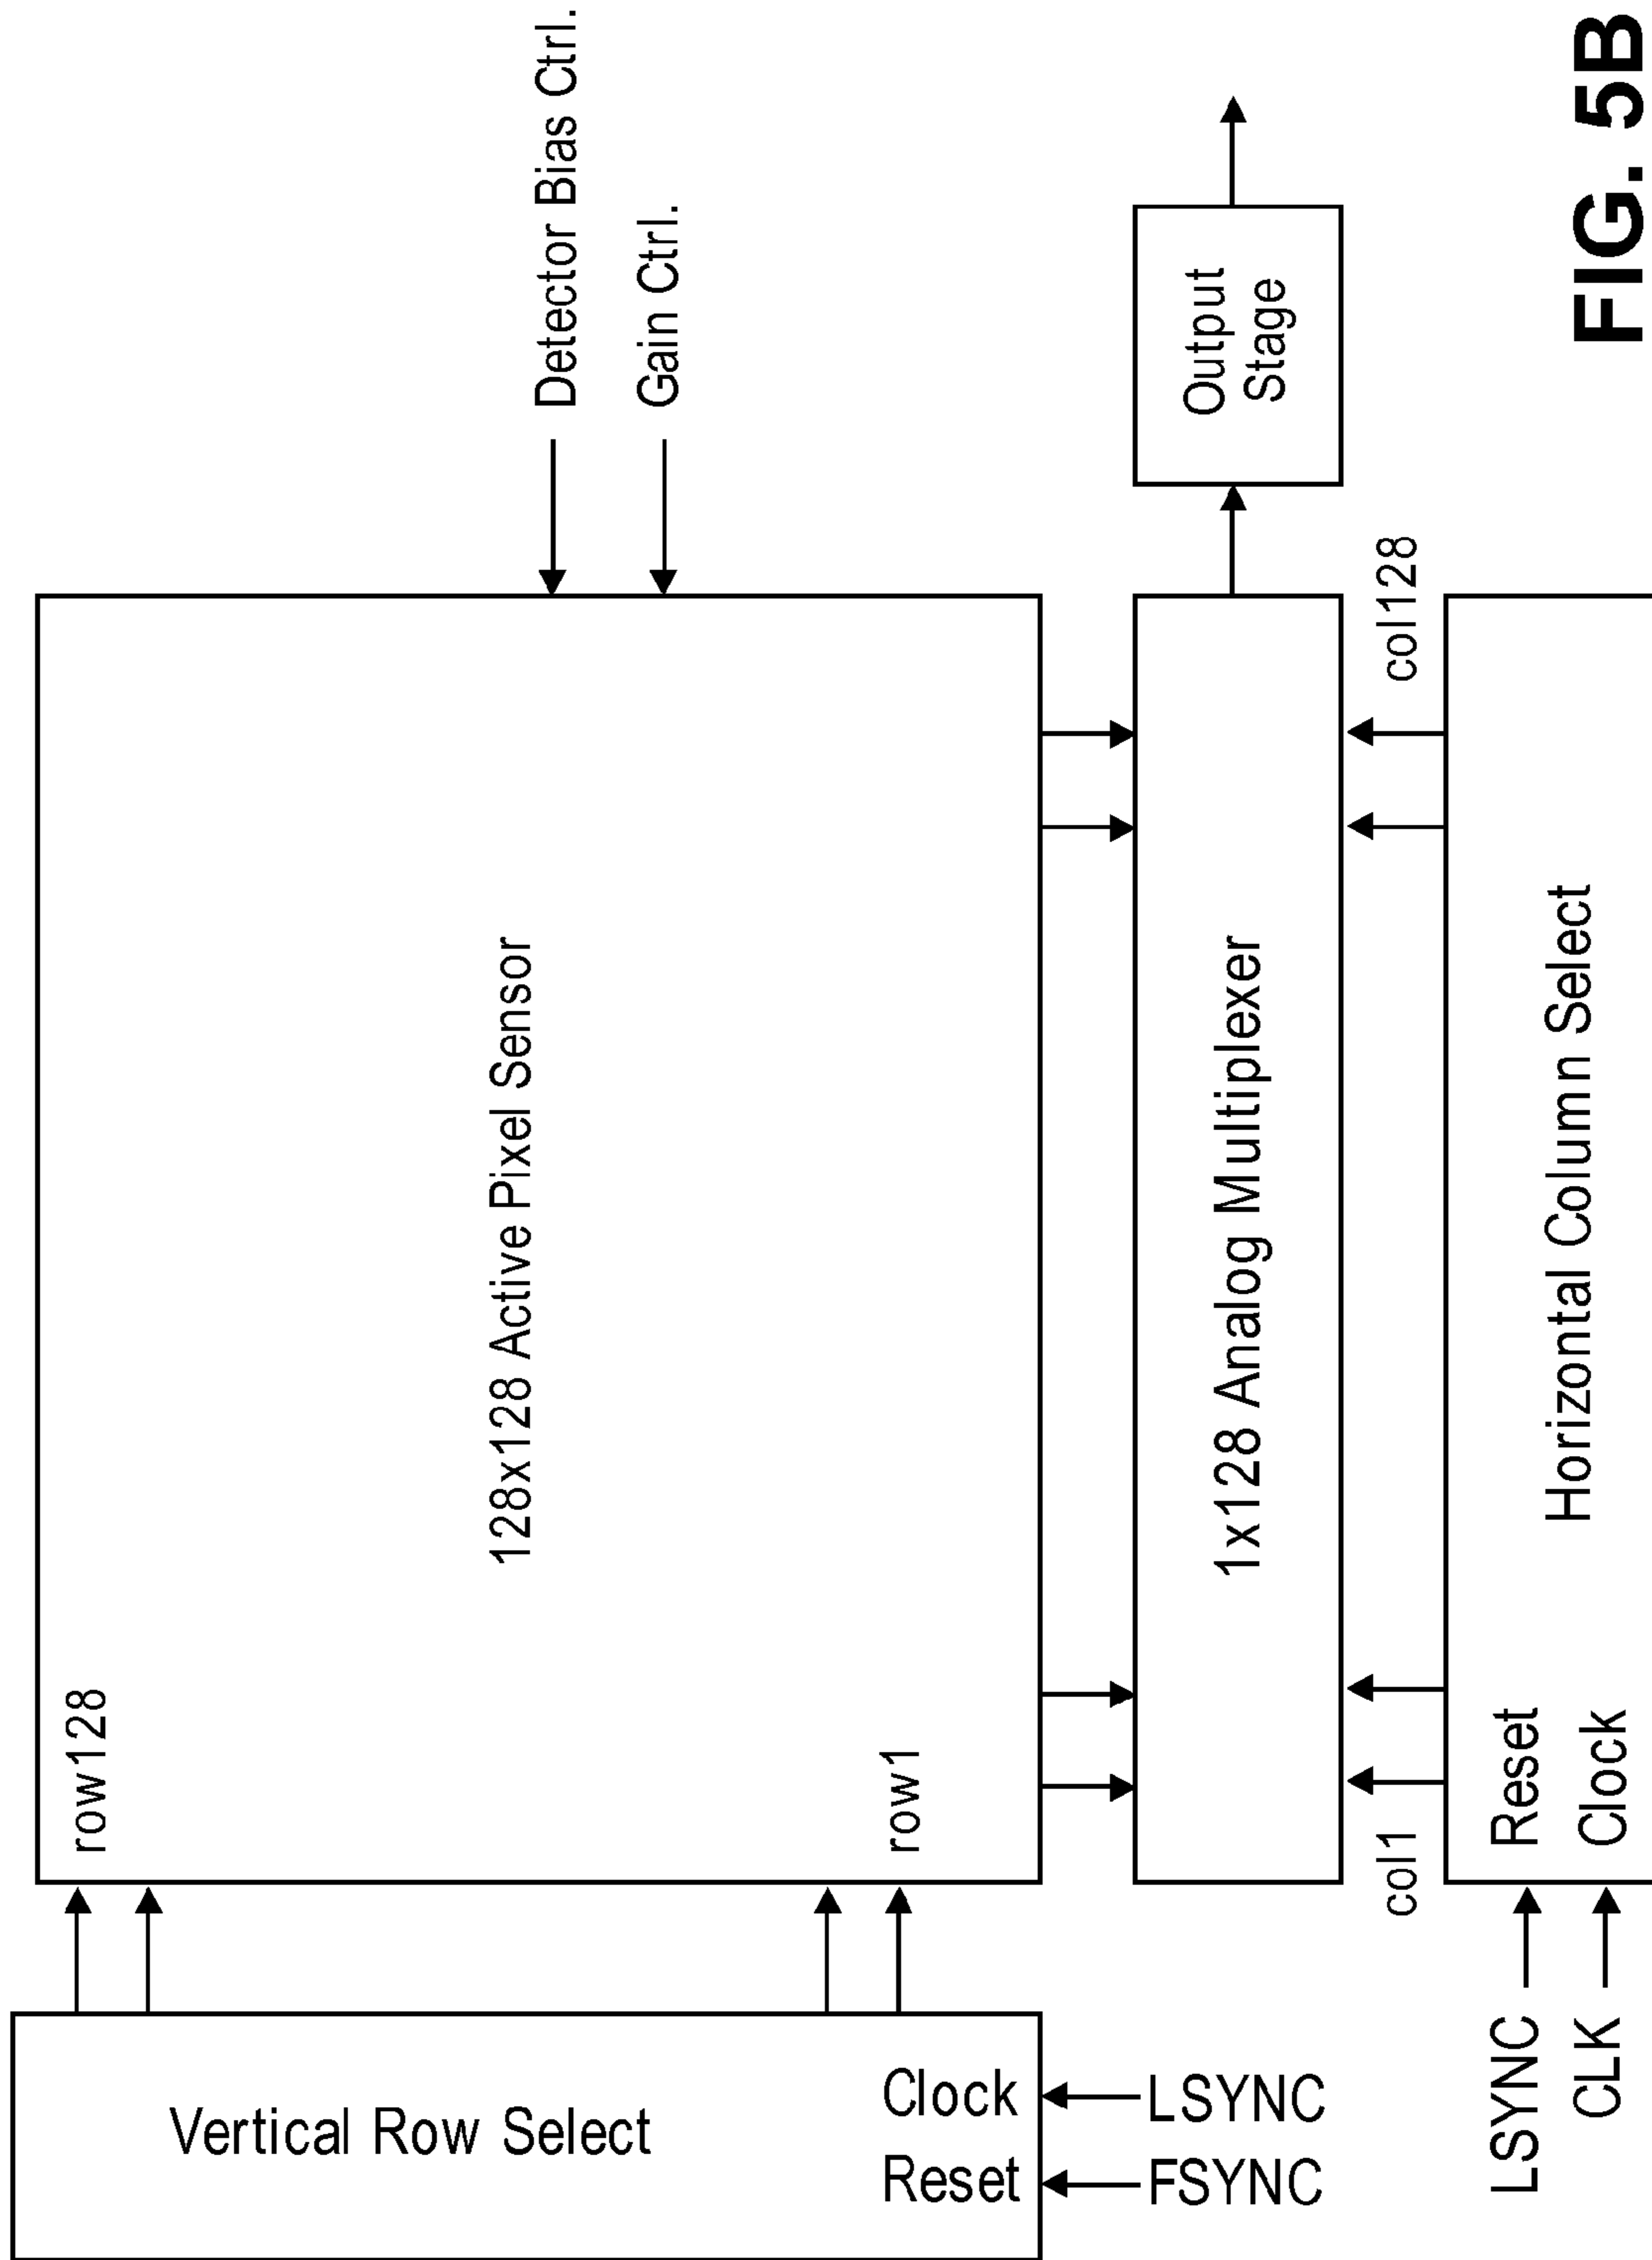 row128
128x128 Active Pixel Sensor
row1
Detector Bias Ctrl.
Gain Ctrl.
Vertical Row Select
Clock
Reset
LSYNC
FSYNC
1x128 Analog Multiplexer
Output
Stage
col1
col128
LSYNC
Reset
CLK
Clock
Horizontal Column Select
FIG. 5B